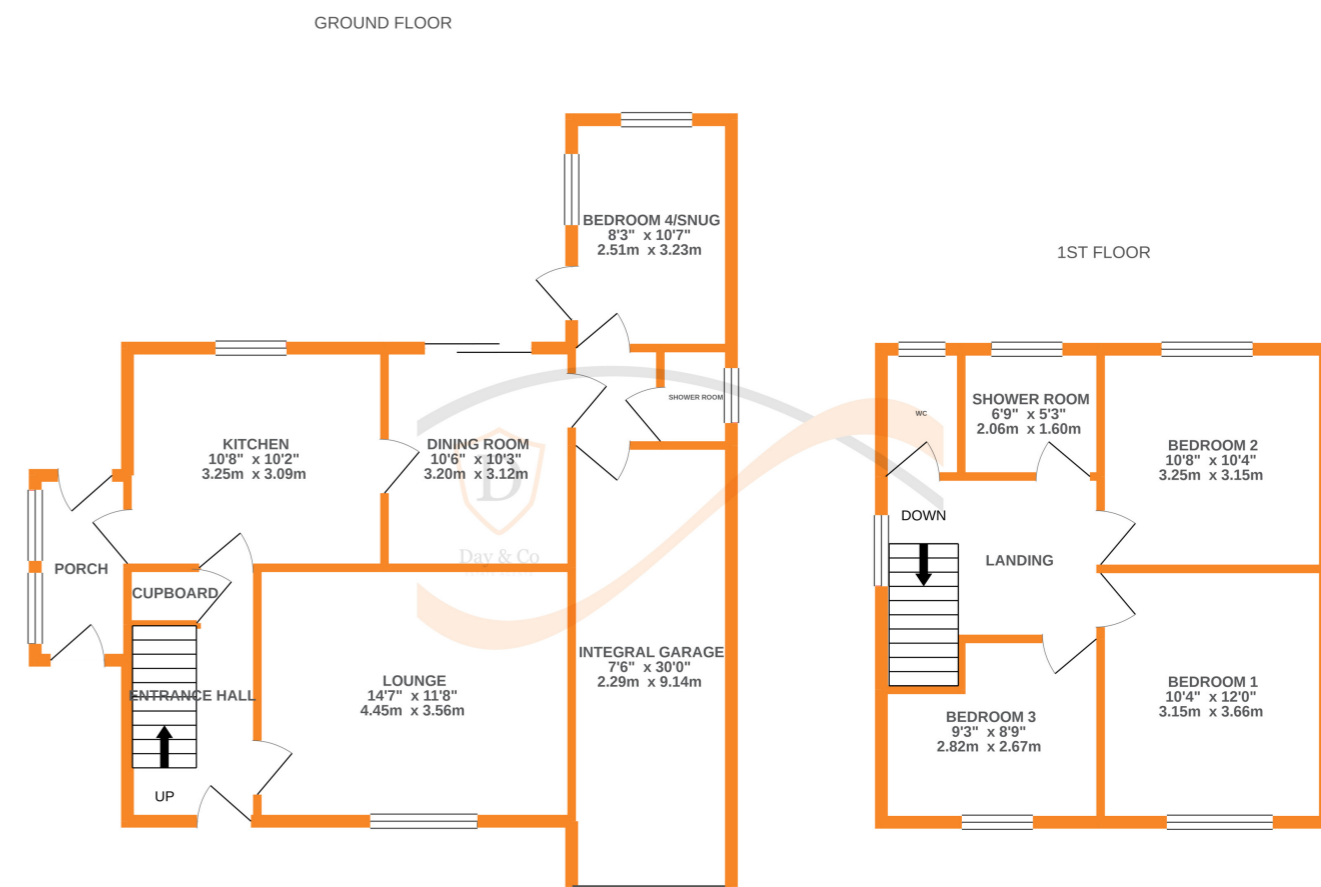 GROUND FLOOR
BEDROOM 4/SNUG
8'3" x 10'7"
2.51m x 3.23m
SHOWER ROOM
KITCHEN
10'8" x 10'2"
3.25m x 3.09m
DINING ROOM
10'6" x 10'3"
3.20m x 3.12m
D
Day & Co
PORCH
CUPBOARD
ENTRANCE HALL
UP
LOUNGE
14'7" x 11'8"
4.45m x 3.56m
INTEGRAL GARAGE
7'6" x 30'0"
2.29m x 9.14m
1ST FLOOR
WC
SHOWER ROOM
6'9" x 5'3"
2.06m x 1.60m
BEDROOM 2
10'8" x 10'4"
3.25m x 3.15m
DOWN
LANDING
BEDROOM 3
9'3" x 8'9"
2.82m x 2.67m
BEDROOM 1
10'4" x 12'0"
3.15m x 3.66m